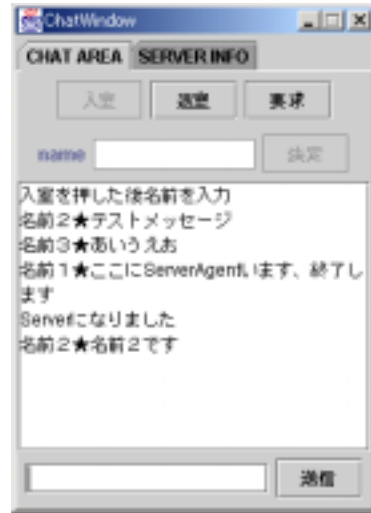 ChatWindow
CHAT AREA SERVER INFO
入室 退室 要求
name 決定
入室を押した後名前を入力
名前2★テストメッセージ
名前3★あいうえお
名前1★ここにServerAgentがいます、終了し
ます
Serverになりました
名前2★名前2です
送信